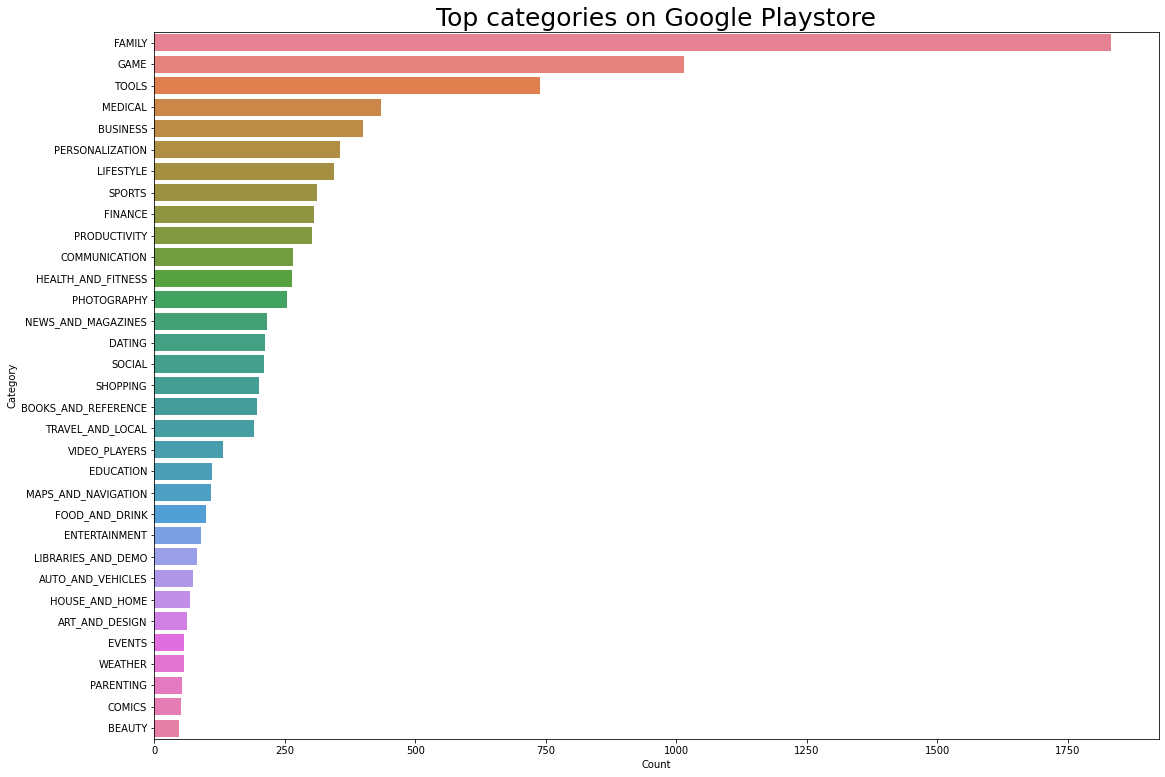 Top categories on Google Playstore
Category
FAMILY
GAME
TOOLS
MEDICAL
BUSINESS
PERSONALIZATION
LIFESTYLE
SPORTS
FINANCE
PRODUCTIVITY
COMMUNICATION
HEALTH_AND_FITNESS
PHOTOGRAPHY
NEWS_AND_MAGAZINES
DATING
SOCIAL
SHOPPING
BOOKS_AND_REFERENCE
TRAVEL_AND_LOCAL
VIDEO_PLAYERS
EDUCATION
MAPS_AND_NAVIGATION
FOOD_AND_DRINK
ENTERTAINMENT
LIBRARIES_AND_DEMO
AUTO_AND_VEHICLES
HOUSE_AND_HOME
ART_AND_DESIGN
EVENTS
WEATHER
PARENTING
COMICS
BEAUTY
0 250 500 750 1000 1250 1500 1750
Count